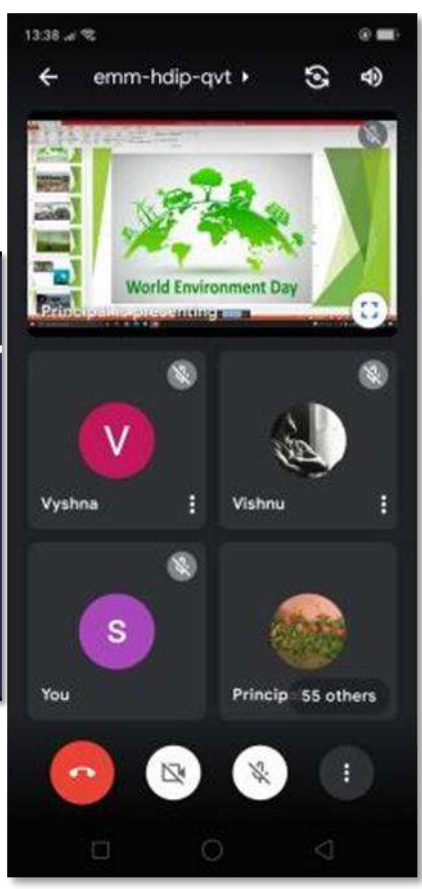 13:38
emm-hdip-qvt
World Environment Day
Principal is presenting
V
Vyshna
Vishnu
S
You
Princip
55 others